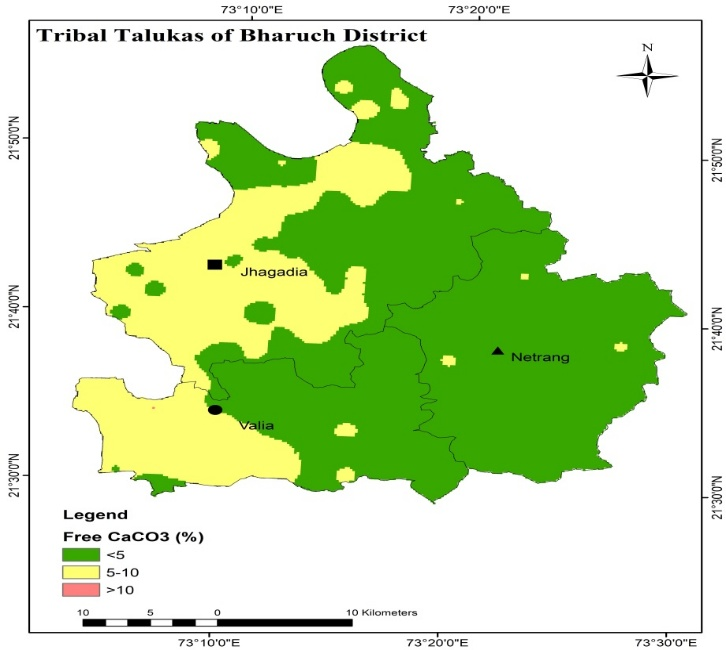 73°10'0"E 73°20'0"E
Tribal Talukas of Bharuch District
N
21°50'0"N 21°50'0"N
Jhagadia
21°40'0"N 21°40'0"N
Netrang
Valia
21°30'0"N 21°30'0"N
Legend
Free CaCO3 (%)
<5
5-10
>10
10 5 0 10 Kilometers
73°10'0"E 73°20'0"E 73°30'0"E